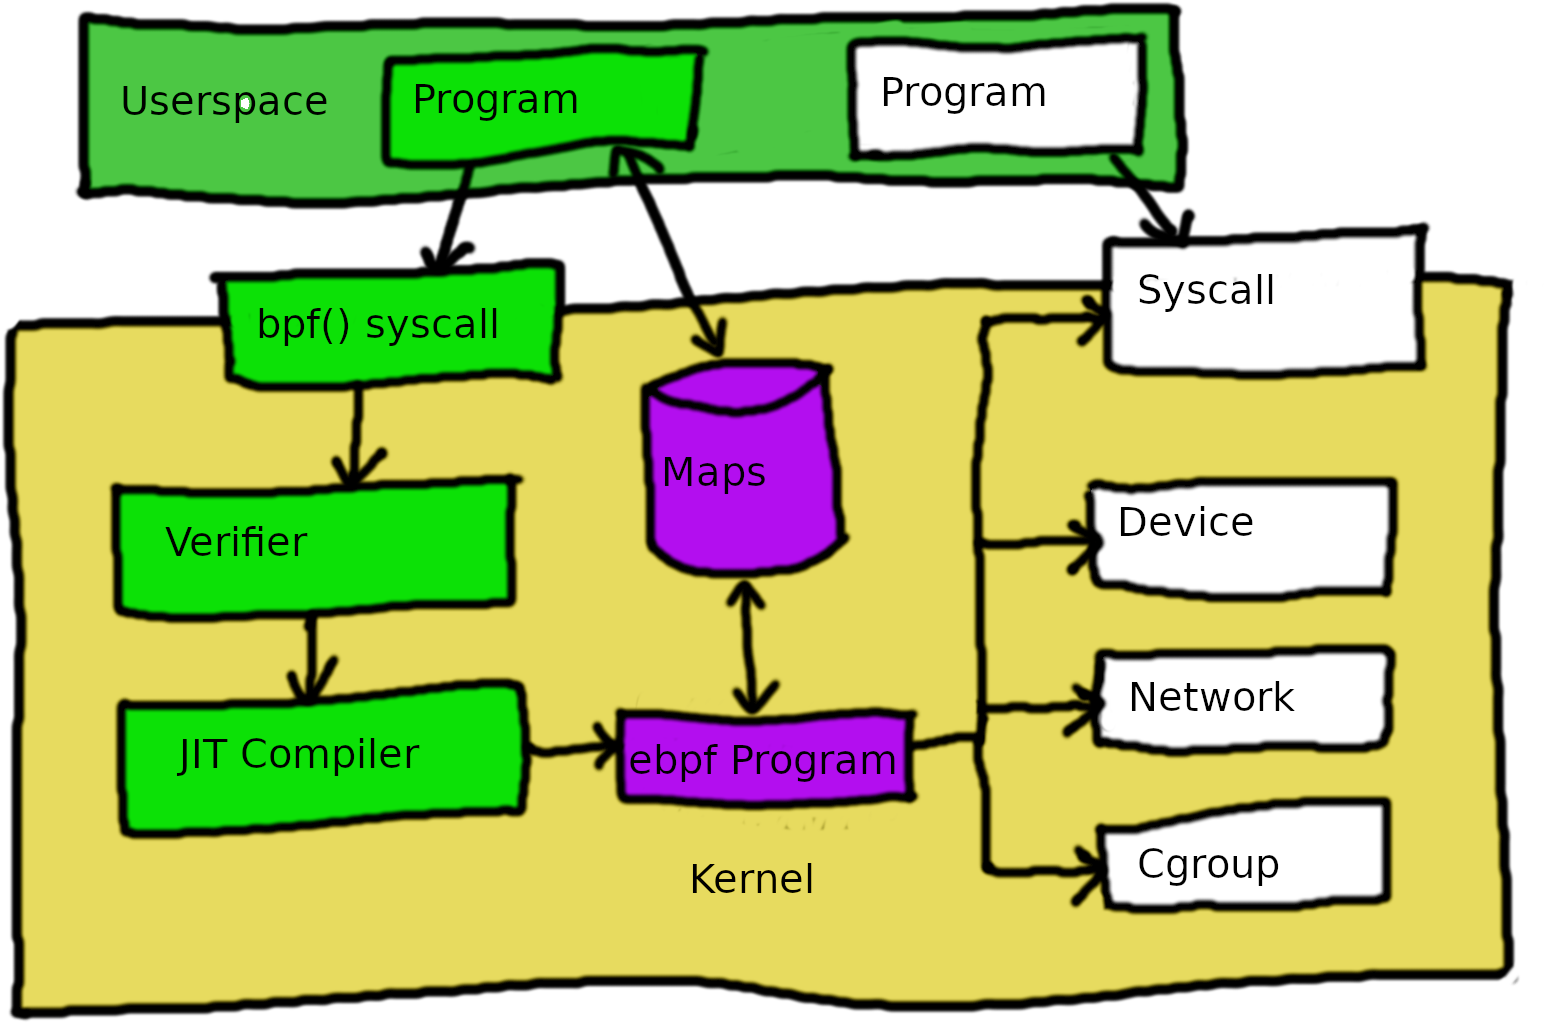 Userspace
Program
Program
bpf() syscall
Syscall
Maps
Verifier
Device
JIT Compiler
ebpf Program
Network
Kernel
Cgroup